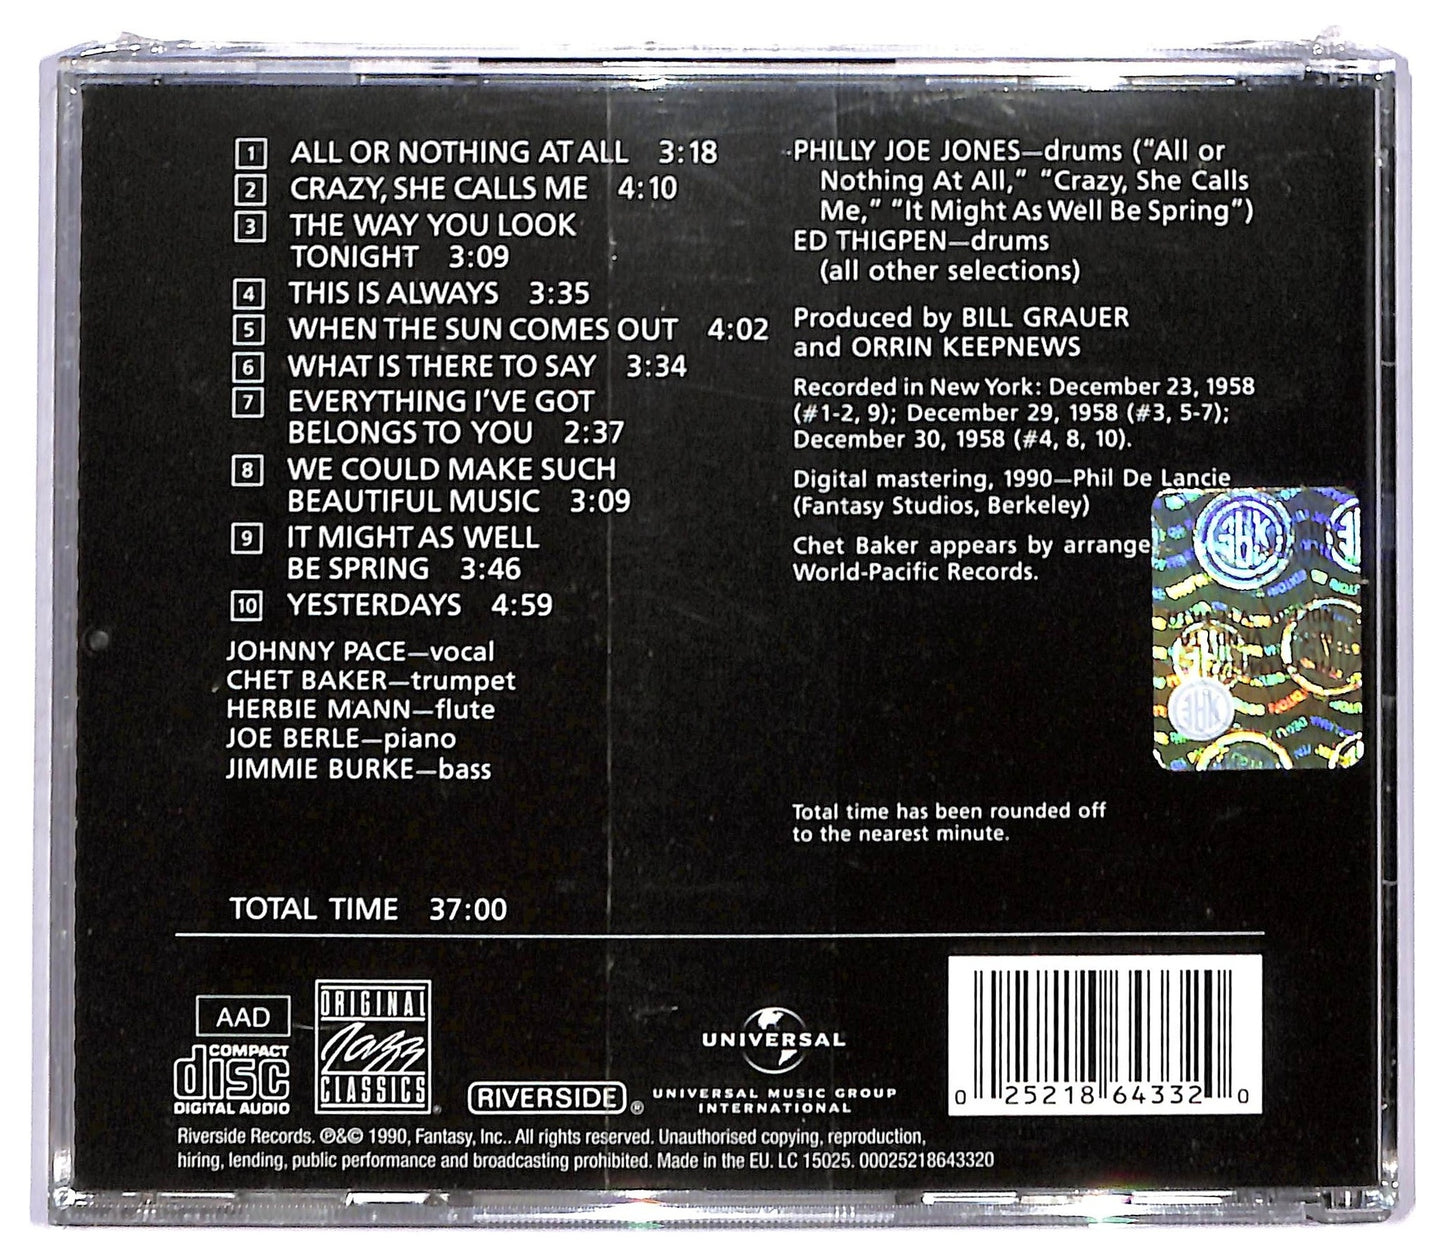 1 ALL OR NOTHING AT ALL 3:18
2 CRAZY, SHE CALLS ME 4:10
3 THE WAY YOU LOOK
TONIGHT 3:09
4 THIS IS ALWAYS 3:35
5 WHEN THE SUN COMES OUT 4:02
6 WHAT IS THERE TO SAY 3:34
7 EVERYTHING I'VE GOT
BELONGS TO YOU 2:37
8 WE COULD MAKE SUCH
BEAUTIFUL MUSIC 3:09
9 IT MIGHT AS WELL
BE SPRING 3:46
10 YESTERDAYS 4:59
JOHNNY PACE—vocal
CHET BAKER—trumpet
HERBIE MANN—flute
JOE BERLE—piano
JIMMIE BURKE—bass
PHILLY JOE JONES—drums ("All or
Nothing At All," "Crazy, She Calls
Me," "It Might As Well Be Spring")
ED THIGPEN—drums
(all other selections)
Produced by BILL GRAUER
and ORRIN KEEPNEWS
Recorded in New York: December 23, 1958
(#1-2, 9); December 29, 1958 (#3, 5-7);
December 30, 1958 (#4, 8, 10).
Digital mastering, 1990—Phil De Lancie
(Fantasy Studios, Berkeley)
Chet Baker appears by arrange
World-Pacific Records.
Total time has been rounded off
to the nearest minute.
TOTAL TIME 37:00
AAD
COMPACT
disc
DIGITAL AUDIO
ORIGINAL
Jazz
CLASSICS
RIVERSIDE®
UNIVERSAL
UNIVERSAL MUSIC GROUP
INTERNATIONAL
0 25218 64332 0
Riverside Records. ℗&© 1990, Fantasy, Inc.. All rights reserved. Unauthorised copying, reproduction,
hiring, lending, public performance and broadcasting prohibited. Made in the EU. LC 15025. 00025218643320